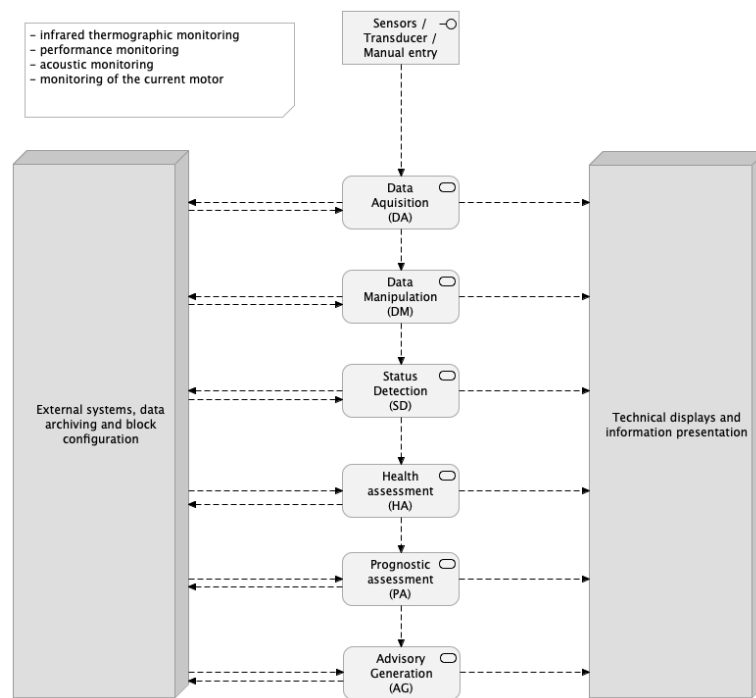 – infrared thermographic monitoring
– performance monitoring
– acoustic monitoring
– monitoring of the current motor
Sensors /
Transducer /
Manual entry
Data
Aquisition
(DA)
Data
Manipulation
(DM)
Status
Detection
(SD)
External systems, data
archiving and block
configuration
Technical displays and
information presentation
Health
assessment
(HA)
Prognostic
assessment
(PA)
Advisory
Generation
(AG)